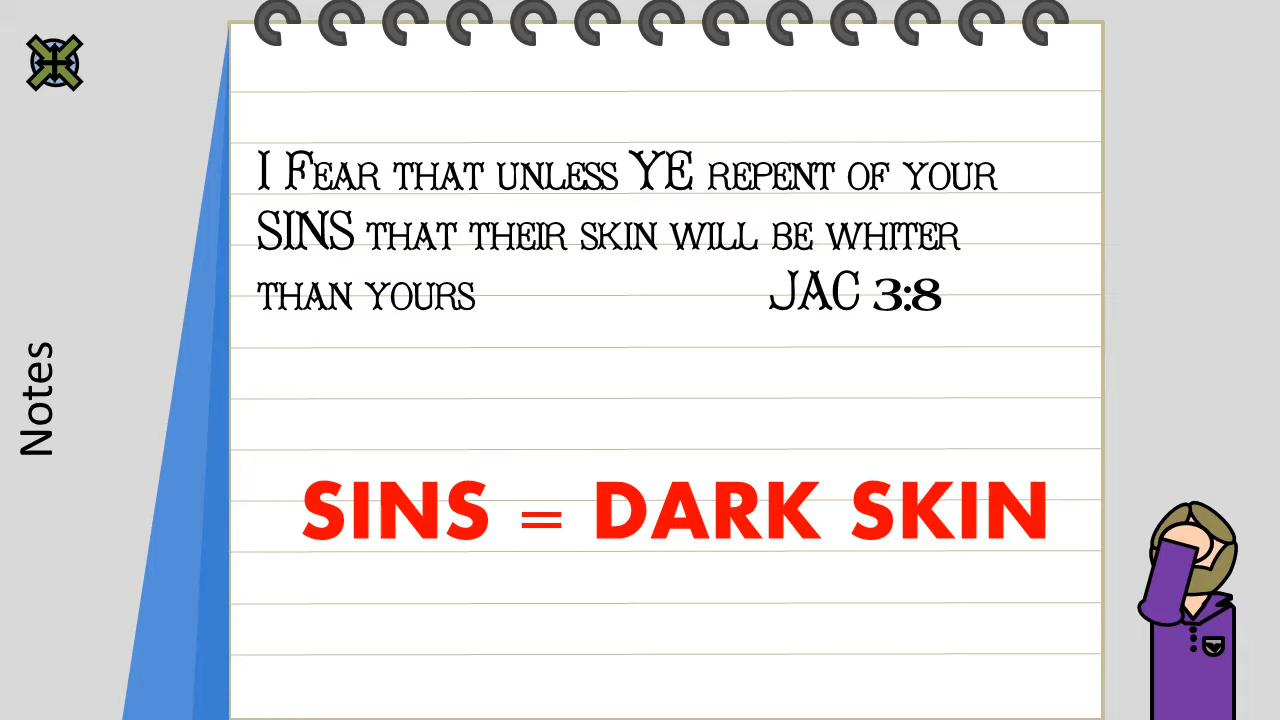 I Fear that unless YE repent of your
SINS that their skin will be whiter
than yours JAC 3:8
SINS = DARK SKIN
Notes